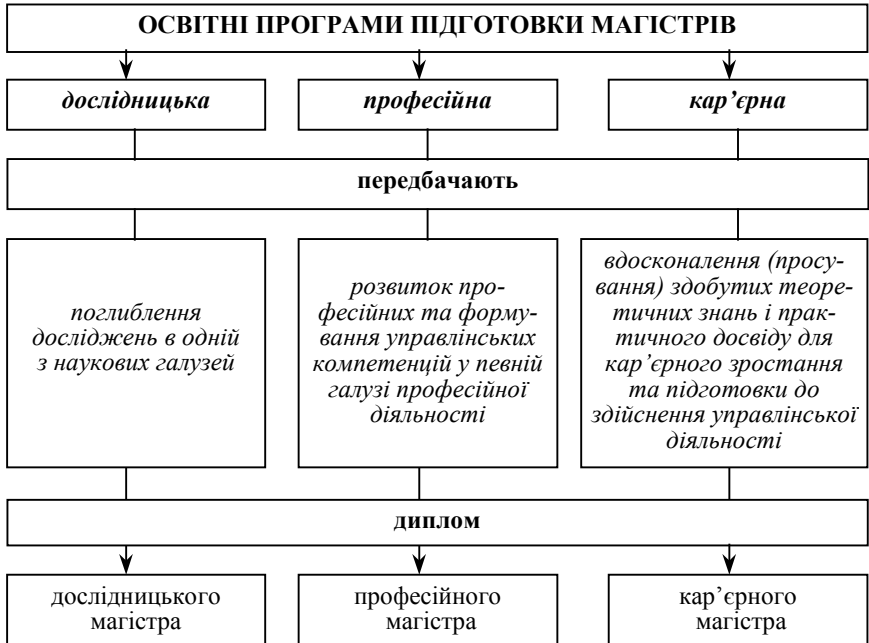 ОСВІТНІ ПРОГРАМИ ПІДГОТОВКИ МАГІСТРІВ
дослідницька
професійна
кар’єрна
передбачають
поглиблення
досліджень в одній
з наукових галузей
розвиток про-
фесійних та форму-
вання управлінських
компетенцій у певній
галузі професійної
діяльності
вдосконалення (просу-
вання) здобутих теоре-
тичних знань і прак-
тичного досвіду для
кар’єрного зростання
та підготовки до
здійснення управлінської
діяльності
диплом
дослідницького
магістра
професійного
магістра
кар’єрного
магістра